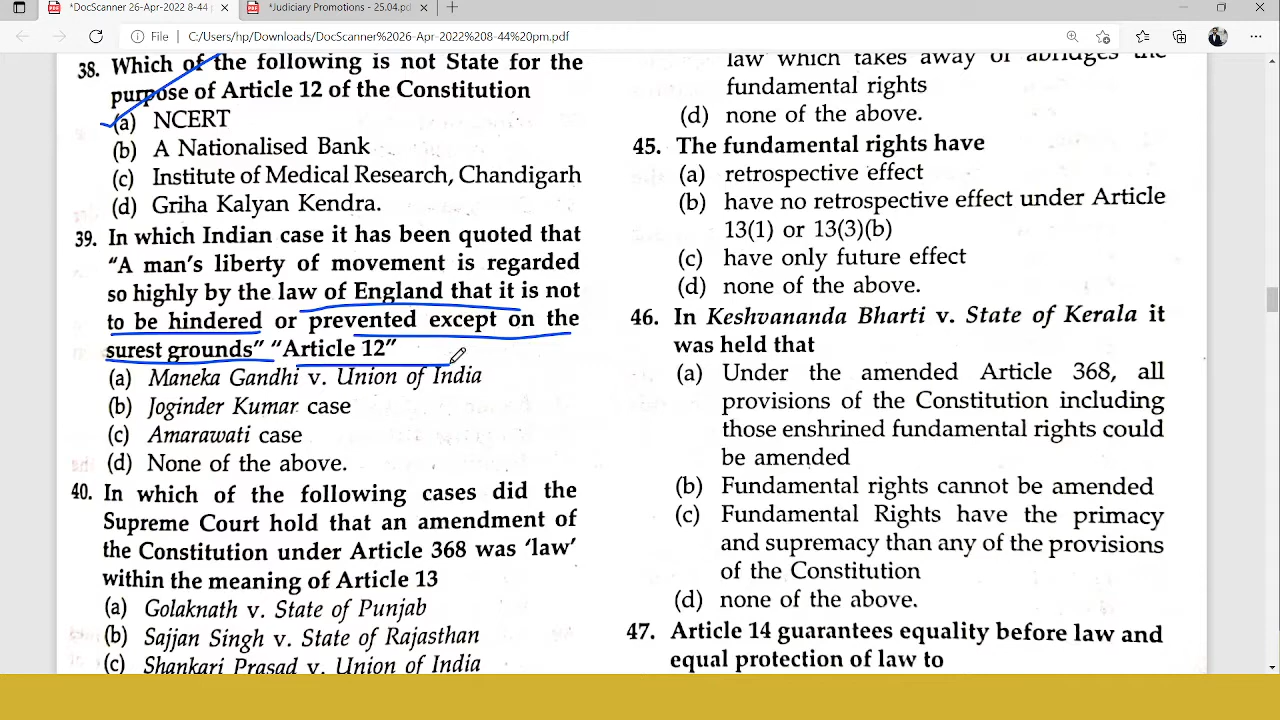 *DocScanner 26-Apr-2022 8-44 p
*Judiciary Promotions - 25.04.pdf
File
C:/Users/hp/Downloads/DocScanner%2026-Apr-2022%208-44%20pm.pdf
38. Which of the following is not State for the
purpose of Article 12 of the Constitution
(a) NCERT
(b) A Nationalised Bank
(c) Institute of Medical Research, Chandigarh
(d) Griha Kalyan Kendra.
39. In which Indian case it has been quoted that
“A man’s liberty of movement is regarded
so highly by the law of England that it is not
to be hindered or prevented except on the
surest grounds” “Article 12”
(a) Maneka Gandhi v. Union of India
(b) Joginder Kumar case
(c) Amarawati case
(d) None of the above.
40. In which of the following cases did the
Supreme Court hold that an amendment of
the Constitution under Article 368 was ‘law’
within the meaning of Article 13
(a) Golaknath v. State of Punjab
(b) Sajjan Singh v. State of Rajasthan
(c) Shankari Prasad v. Union of India
law which takes away or abridges the
fundamental rights
(d) none of the above.
45. The fundamental rights have
(a) retrospective effect
(b) have no retrospective effect under Article
13(1) or 13(3)(b)
(c) have only future effect
(d) none of the above.
46. In Keshvananda Bharti v. State of Kerala it
was held that
(a) Under the amended Article 368, all
provisions of the Constitution including
those enshrined fundamental rights could
be amended
(b) Fundamental rights cannot be amended
(c) Fundamental Rights have the primacy
and supremacy than any of the provisions
of the Constitution
(d) none of the above.
47. Article 14 guarantees equality before law and
equal protection of law to